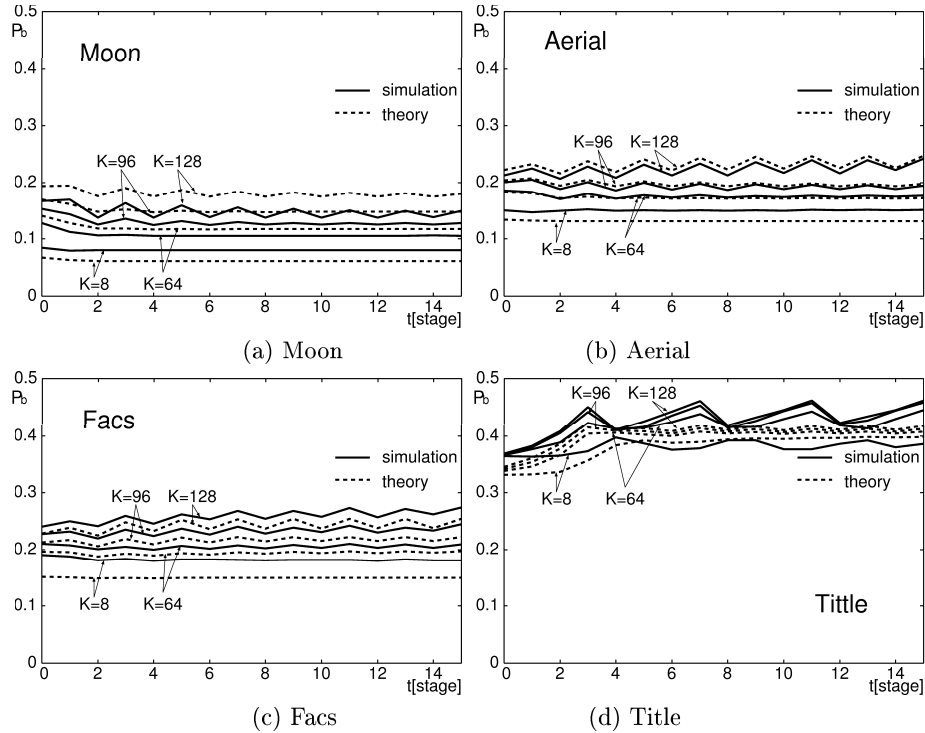 0.5
P_b
Moon
0.4
simulation
theory
0.3
K=96 K=128
0.2
0.1
K=8 K=64
0
0 2 4 6 8 10 12 14
t[stage]
(a) Moon
0.5
P_b
Aerial
0.4
simulation
theory
0.3
K=96 K=128
0.2
0.1
K=8 K=64
0
0 2 4 6 8 10 12 14
t[stage]
(b) Aerial
0.5
P_b
Facs
0.4
simulation
theory
0.3
K=96 K=128
0.2
0.1
K=8 K=64
0
0 2 4 6 8 10 12 14
t[stage]
(c) Facs
0.5
P_b
K=96 K=128
0.4
simulation
theory
0.3
K=8 K=64
0.2
0.1
Tittle
0
0 2 4 6 8 10 12 14
t[stage]
(d) Title